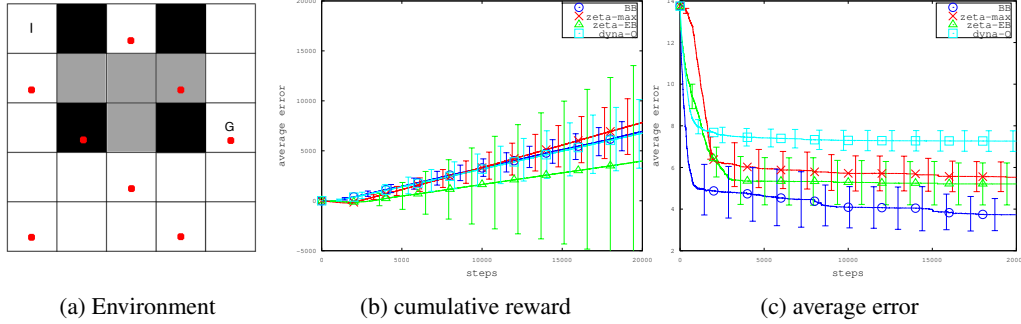 I
G
(a) Environment
BB
zeta-max
zeta-EB
dyna-Q
average error
20000
15000
10000
5000
0
-5000
0 5000 10000 15000 20000
steps
(b) cumulative reward
BB
zeta-max
zeta-EB
dyna-Q
average error
14
12
10
8
6
4
2
0 5000 10000 15000 20000
steps
(c) average error